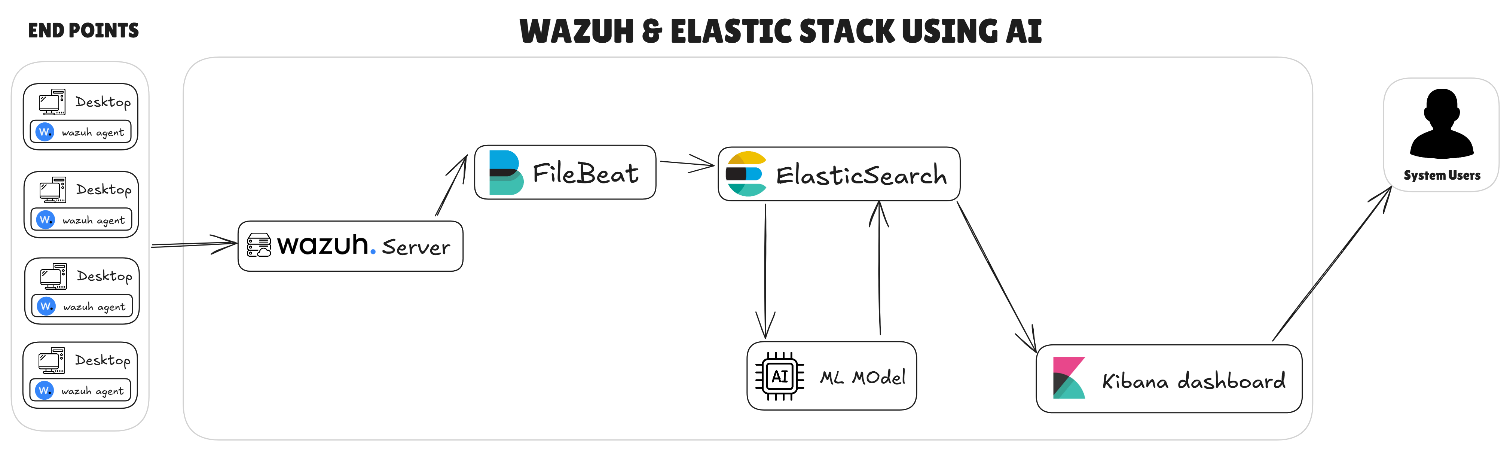 END POINTS
WAZUH & ELASTIC STACK USING AI
Desktop
W.
wazuh agent
Desktop
W.
wazuh agent
Desktop
W.
wazuh agent
Desktop
W.
wazuh agent
wazuh. Server
FileBeat
ElasticSearch
AI
ML MOdel
Kibana dashboard
System Users